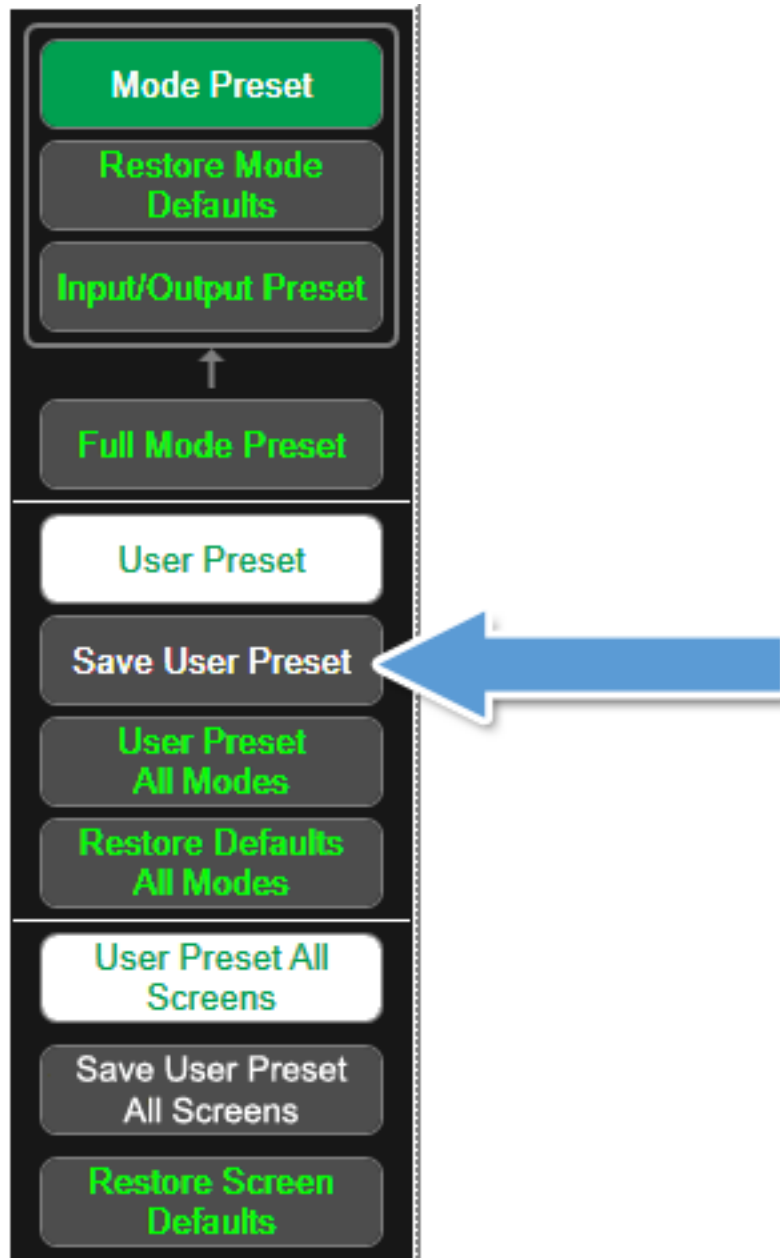 Mode Preset
Restore Mode
Defaults
Input/Output Preset
Full Mode Preset
User Preset
Save User Preset
User Preset
All Modes
Restore Defaults
All Modes
User Preset All
Screens
Save User Preset
All Screens
Restore Screen
Defaults